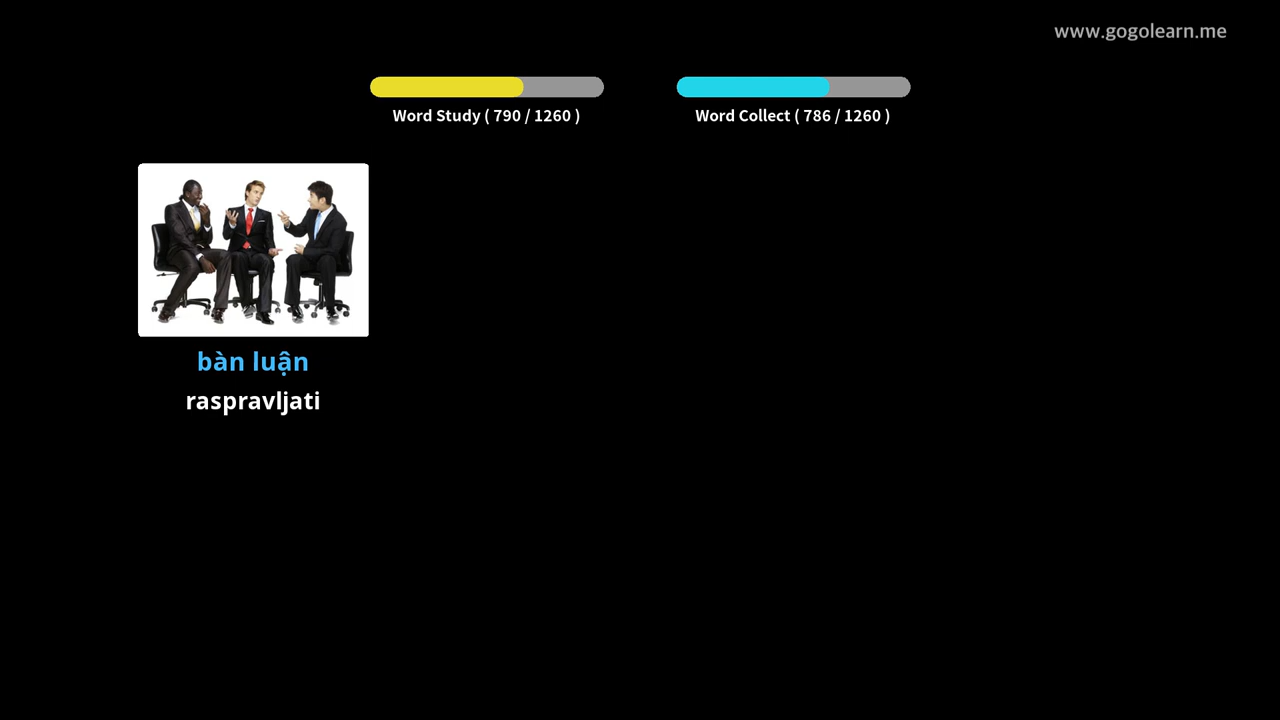 www.gogolearn.me
Word Study ( 790 / 1260 )
Word Collect ( 786 / 1260 )
bàn luận
raspravljati